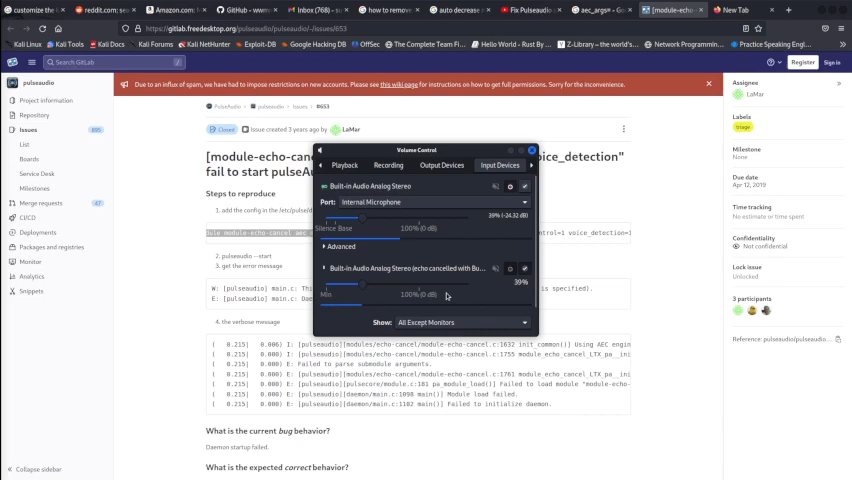 customize the l
reddit.com: sew
Amazon.com:
GitHub - www
Inbox (768) - s
how to remove
auto decrease
Fix Pulseaudio
aec_args= - Go
[module-echo-
New Tab
https://gitlab.freedesktop.org/pulseaudio/pulseaudio/-/issues/653
Kali Linux
Kali Tools
Kali Docs
Kali Forums
Kali NetHunter
Exploit-DB
Google Hacking DB
OffSec
The Complete Team Fi...
Hello World - Rust By ...
Z-Library – the world's...
Network Programmin...
Practice Speaking Engl...
Search GitLab
/
Register
Sign in
pulseaudio
Project information
Repository
Issues 895
List
Boards
Service Desk
Milestones
Merge requests 47
CI/CD
Deployments
Packages and registries
Monitor
Analytics
Snippets
Collapse sidebar
Due to an influx of spam, we have had to impose restrictions on new accounts. Please see this wiki page for instructions on how to get full permissions. Sorry for the inconvenience.
PulseAudio > pulseaudio > Issues > #653
Closed Issue created 3 years ago by LaMar
[module-echo-cance
voice_detection"
fail to start pulseA
Steps to reproduce
1. add the config in the /etc/pulse/d
dule module-echo-cancel aec
control=1 voice_detection=1
2. pulseaudio --start
3. get the error message
W: [pulseaudio] main.c: Thi
is specified).
E: [pulseaudio] main.c: Dae
4. the verbose message
( 0.215| 0.006) I: [pulseaudio][modules/echo-cancel/module-echo-cancel.c:1632 init_common()] Using AEC engin
( 0.215| 0.000) E: [pulseaudio][modules/echo-cancel/module-echo-cancel.c:1755 module_echo_cancel_LTX_pa__ini
( 0.215| 0.000) E: Failed to parse submodule arguments.
( 0.215| 0.000) E: [pulseaudio][modules/echo-cancel/module-echo-cancel.c:1761 module_echo_cancel_LTX_pa__ini
( 0.215| 0.000) E: [pulseaudio][pulsecore/module.c:181 pa_module_load()] Failed to load module "module-echo-
( 0.215| 0.000) E: [pulseaudio][daemon/main.c:1098 main()] Module load failed.
( 0.215| 0.000) E: [pulseaudio][daemon/main.c:1102 main()] Failed to initialize daemon.
What is the current bug behavior?
Daemon startup failed.
What is the expected correct behavior?
Volume Control
Playback
Recording
Output Devices
Input Devices
Built-in Audio Analog Stereo
Port: Internal Microphone
39% (-24.32 dB)
Silence Base 100% (0 dB)
Advanced
Built-in Audio Analog Stereo (echo cancelled with Bu...
39%
Min 100% (0 dB)
Show: All Except Monitors
Assignee
LaMar
Labels
triage
Milestone
None
Due date
Apr 12, 2019
Time tracking
No estimate or time spent
Confidentiality
Not confidential
Lock issue
Unlocked
3 participants
Reference: pulseaudio/pulseaudio...